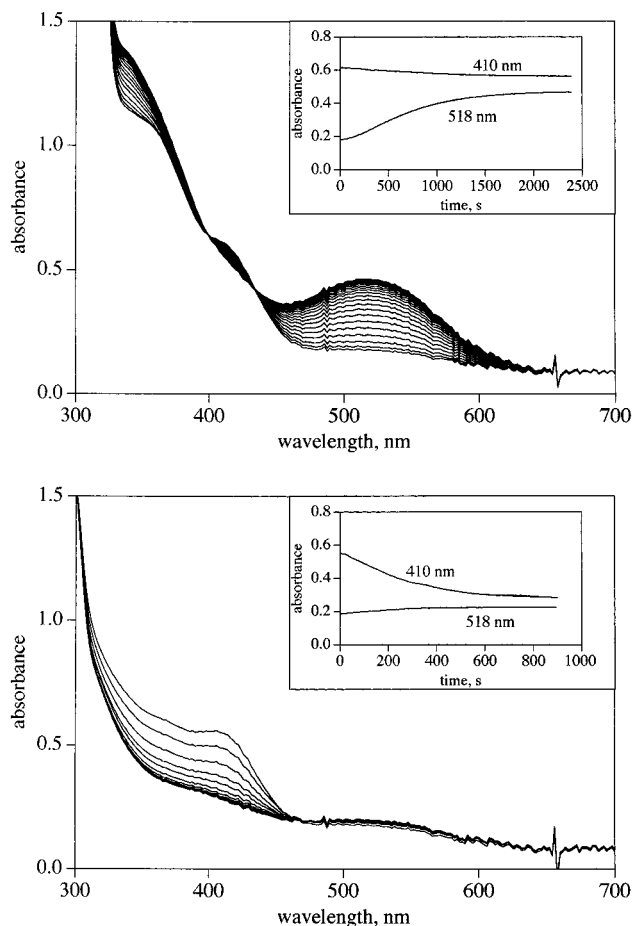 1.5
1.0
0.5
0.0
absorbance
300 400 500 600 700
wavelength, nm
0.8
0.6
0.4
0.2
0.0
absorbance
410 nm
518 nm
0 500 1000 1500 2000 2500
time, s
1.5
1.0
0.5
0.0
absorbance
300 400 500 600 700
wavelength, nm
0.8
0.6
0.4
0.2
0.0
absorbance
410 nm
518 nm
0 200 400 600 800 1000
time, s